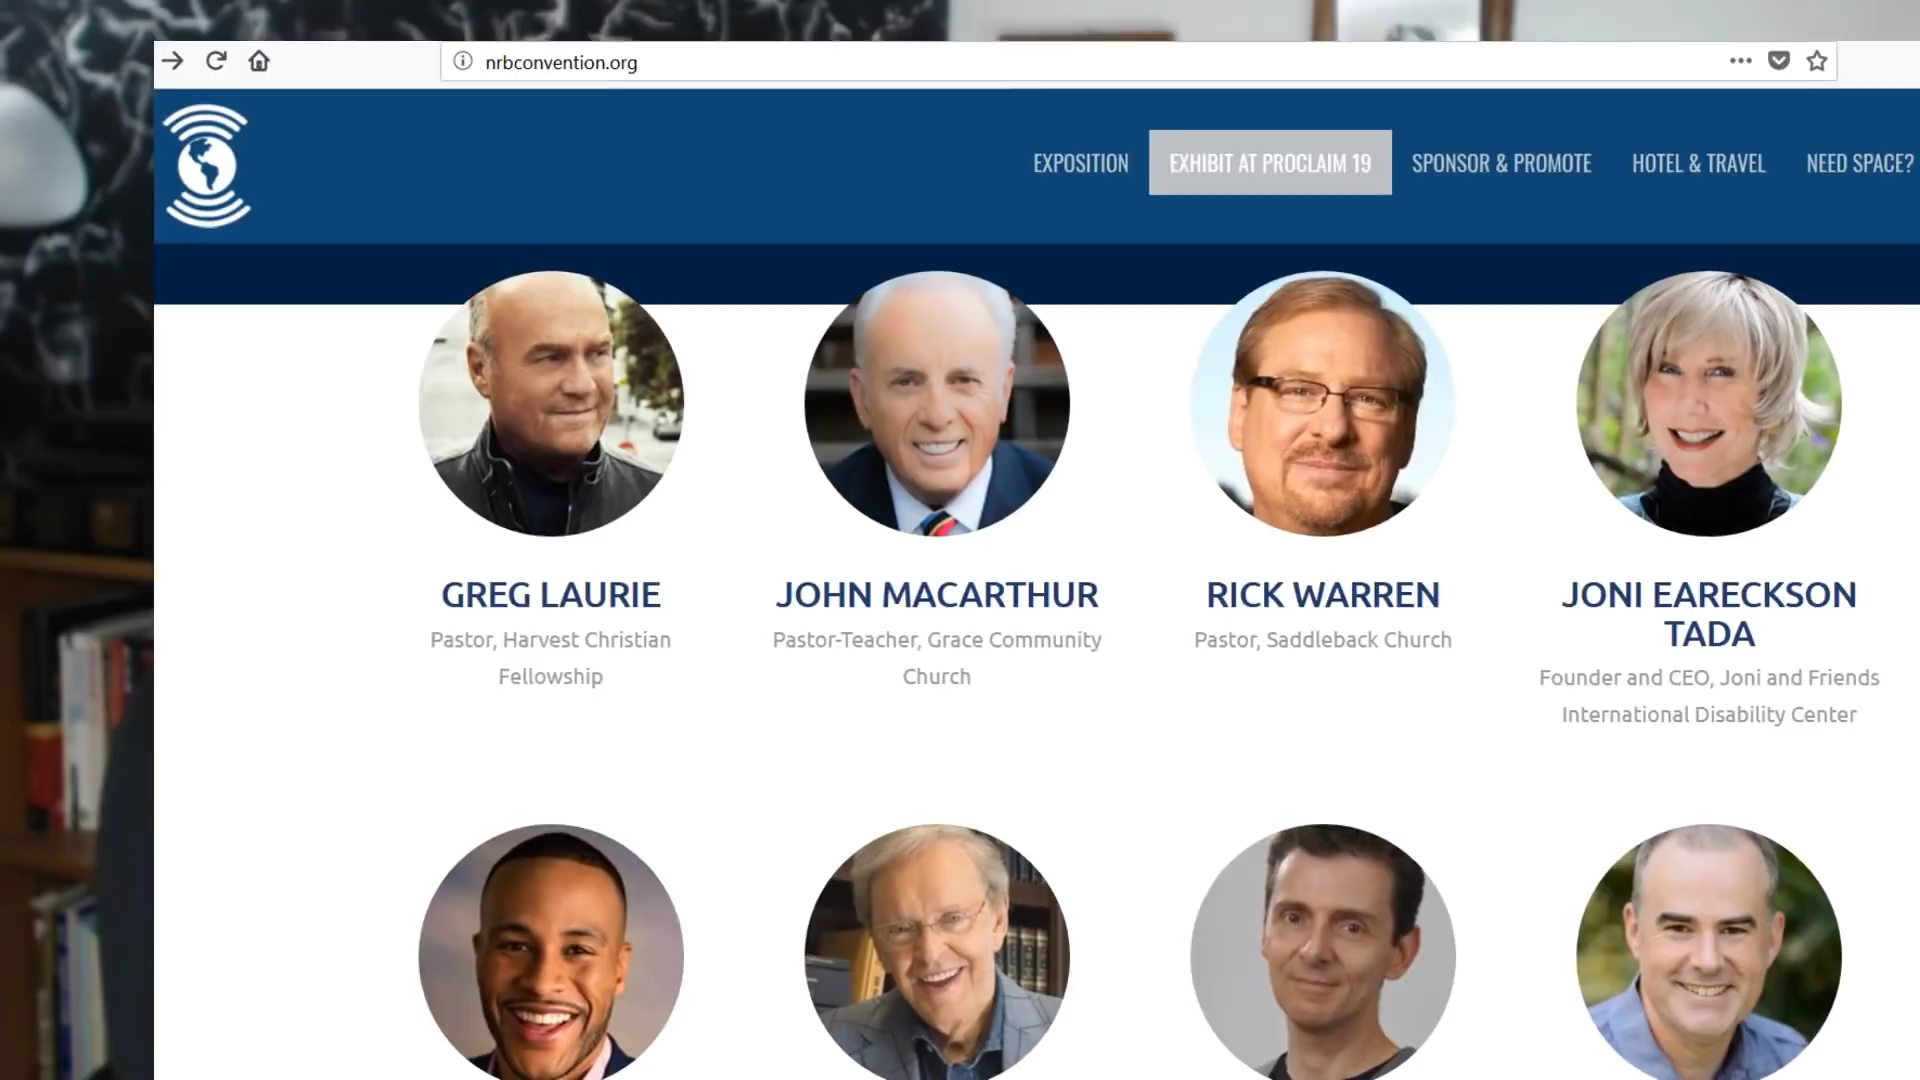 nrbconvention.org
EXPOSITION
EXHIBIT AT PROCLAIM 19
SPONSOR & PROMOTE
HOTEL & TRAVEL
NEED SPACE?
GREG LAURIE
Pastor, Harvest Christian
Fellowship
JOHN MACARTHUR
Pastor-Teacher, Grace Community
Church
RICK WARREN
Pastor, Saddleback Church
JONI EARECKSON
TADA
Founder and CEO, Joni and Friends
International Disability Center